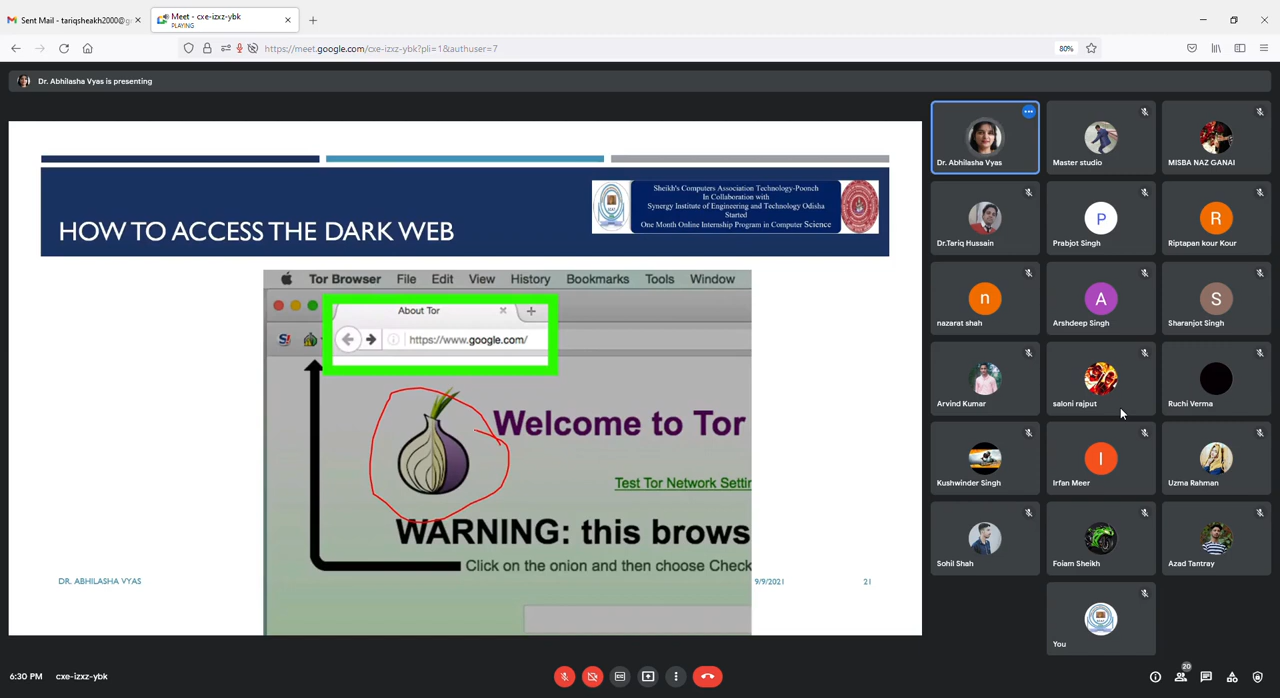 Sent Mail - tariqsheakh2000@g
Meet - cxe-izxz-ybk
PLAYING
https://meet.google.com/cxe-izxz-ybk?pli=1&authuser=7
80%
Dr. Abhilasha Vyas is presenting
HOW TO ACCESS THE DARK WEB
Sheikh's Computers Association Technology-Poonch
In Collaboration with
Synergy Institute of Engineering and Technology Odisha
Started
One Month Online Internship Program in Computer Science
Tor Browser File Edit View History Bookmarks Tools Window
About Tor
https://www.google.com/
Welcome to Tor
Test Tor Network Settin
WARNING: this brows
Click on the onion and then choose Check
DR. ABHILASHA VYAS
9/9/2021
21
Dr. Abhilasha Vyas
Master studio
MISBA NAZ GANAI
Dr.Tariq Hussain
P
Prabjot Singh
R
Riptapan kour Kour
n
nazarat shah
A
Arshdeep Singh
S
Sharanjot Singh
Arvind Kumar
saloni rajput
Ruchi Verma
Kushwinder Singh
I
Irfan Meer
Uzma Rahman
Sohil Shah
Foiam Sheikh
Azad Tantray
You
6:30 PM cxe-izxz-ybk
20